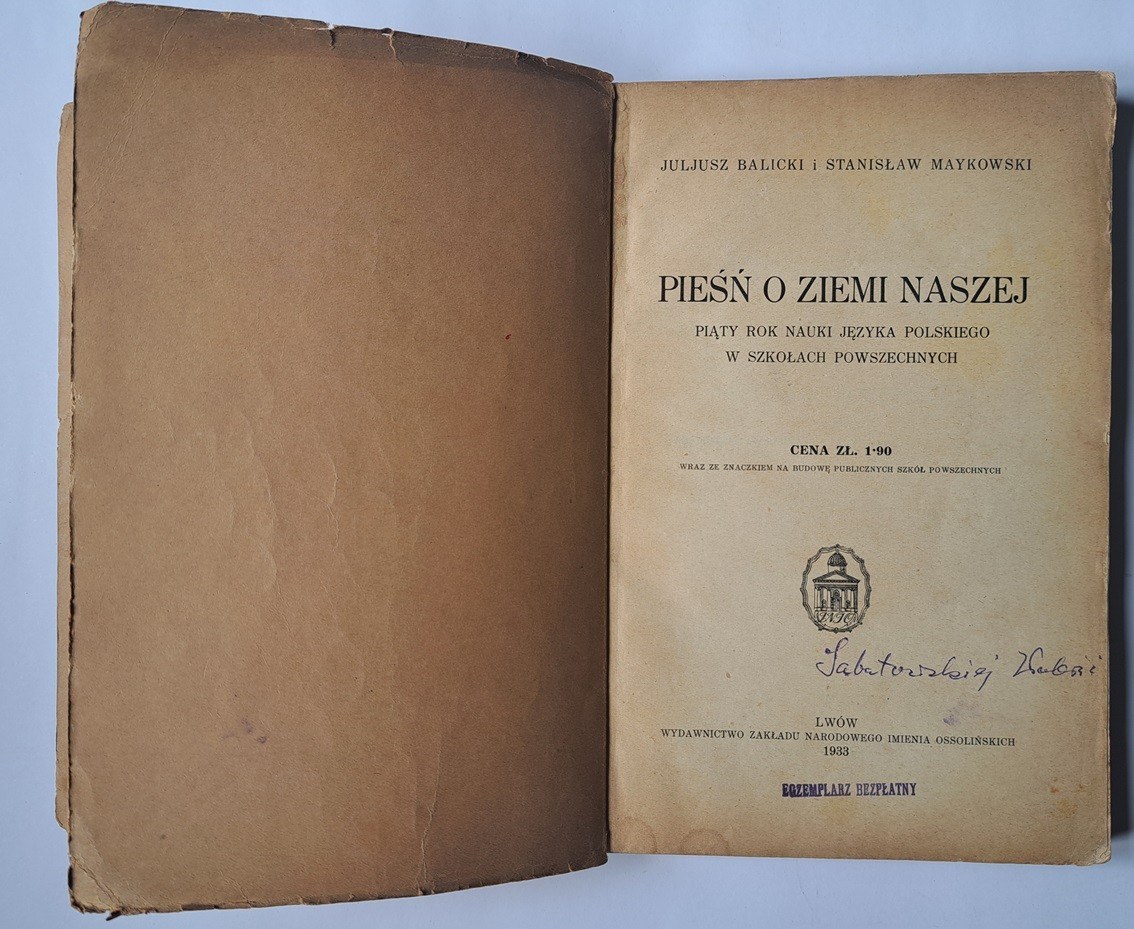 JULJUSZ BALICKI i STANISŁAW MAYKOWSKI
PIEŚŃ O ZIEMI NASZEJ
PIĄTY ROK NAUKI JĘZYKA POLSKIEGO
W SZKOŁACH POWSZECHNYCH
CENA ZŁ. 1·90
WRAZ ZE ZNACZKIEM NA BUDOWĘ PUBLICZNYCH SZKÓŁ POWSZECHNYCH
LWÓW
WYDAWNICTWO ZAKŁADU NARODOWEGO IMIENIA OSSOLIŃSKICH
1933
EGZEMPLARZ BEZPŁATNY